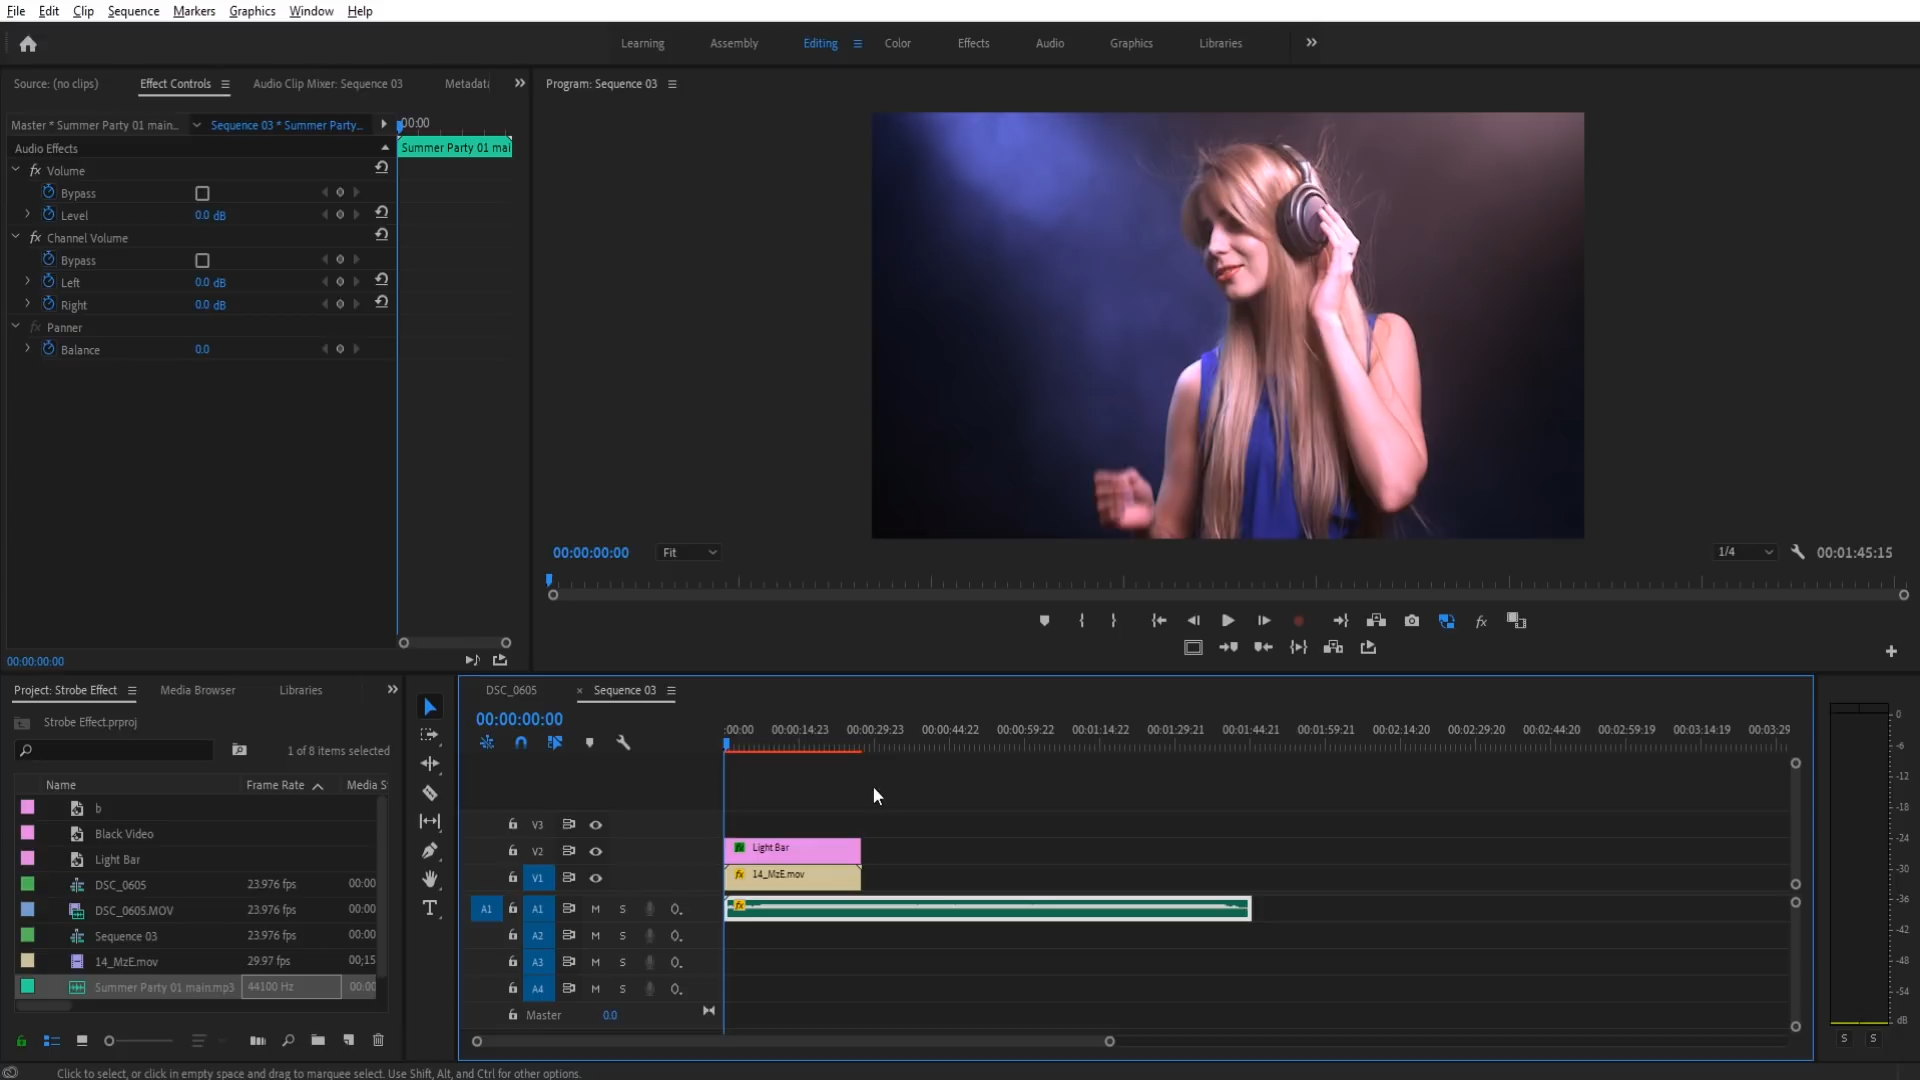 File Edit Clip Sequence Markers Graphics Window Help
Learning Assembly Editing Color Effects Audio Graphics Libraries
Source: (no clips) Effect Controls Audio Clip Mixer: Sequence 03 Metadata
Program: Sequence 03
Master * Summer Party 01 main... Sequence 03 * Summer Party...
:00:00
Audio Effects
Summer Party 01 mai
fx Volume
Bypass
Level 0.0 dB
fx Channel Volume
Bypass
Left 0.0 dB
Right 0.0 dB
fx Panner
Balance 0.0
00:00:00:00
00:00:00:00 Fit 1/4 00:01:45:15
Project: Strobe Effect Media Browser Libraries
Strobe Effect.prproj
1 of 8 items selected
Name Frame Rate Media S
b
Black Video
Light Bar
DSC_0605 23.976 fps 00:00
DSC_0605.MOV 23.976 fps 00:00
Sequence 03 23.976 fps 00:00
14_MzE.mov 29.97 fps 00;15
Summer Party 01 main.mp3 44100 Hz 00:00
DSC_0605 × Sequence 03
00:00:00:00
:00:00 00:00:14:23 00:00:29:23 00:00:44:22 00:00:59:22 00:01:14:22 00:01:29:21 00:01:44:21 00:01:59:21 00:02:14:20 00:02:29:20 00:02:44:20 00:02:59:19 00:03:14:19 00:03:29
V3
V2 fx Light Bar
V1 fx 14_MzE.mov
A1 A1 M S fx
A2 M S
A3 M S
A4 M S
Master 0.0
0
-6
-12
-18
-24
-30
-36
-42
-48
-54
dB
S S
Click to select, or click in empty space and drag to marquee select. Use Shift, Alt, and Ctrl for other options.